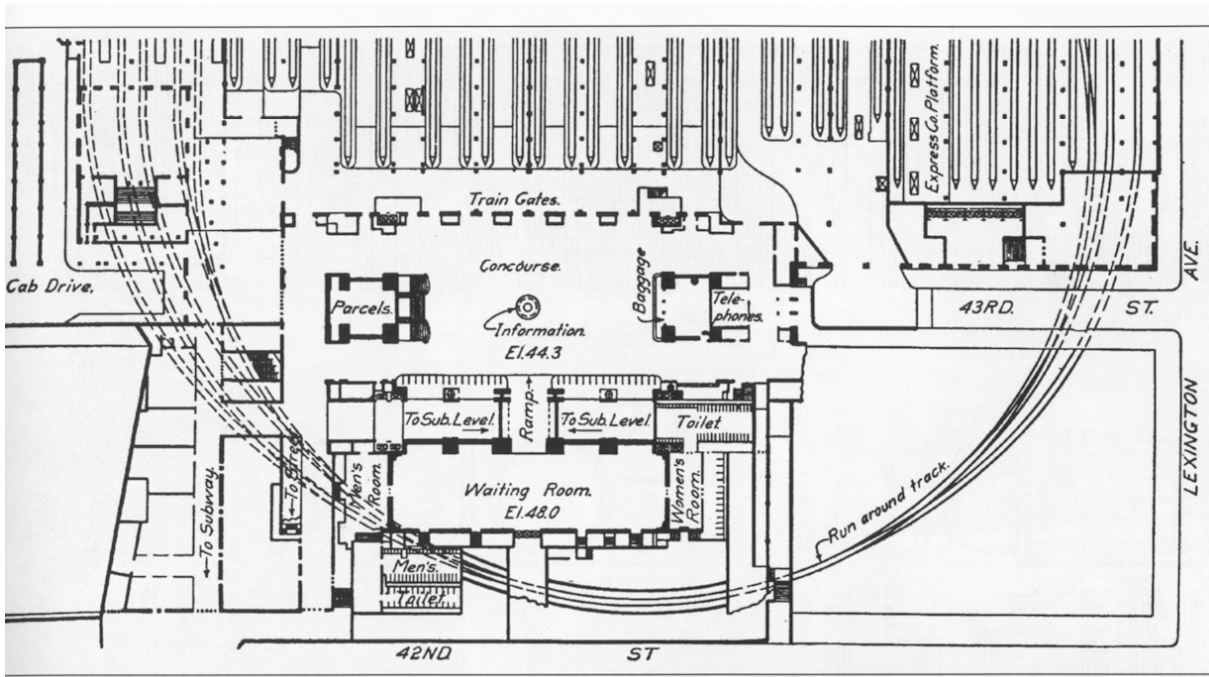 Express Co. Platform.
Train Gates.
AVE.
Concourse.
Cab Drive,
Baggage
Parcels.
Tele-
phones.
43RD. ST.
Information.
El.44.3
Ramp.
To Sub. Level.
To Sub. Level.
Toilet
LEXINGTON
To Street
Men's
Room.
Waiting Room.
El.48.0
Women's
Room.
To Subway.
Run around track.
Men's.
Toilet
42ND. ST